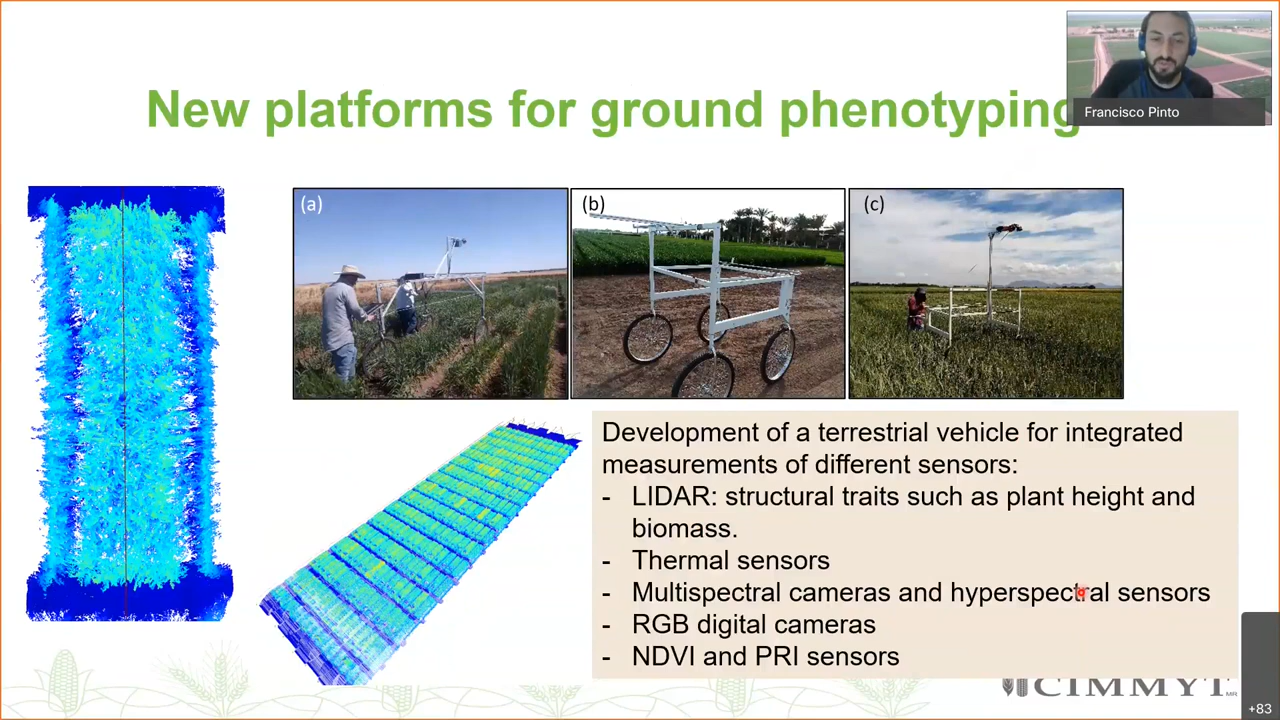 New platforms for ground phenotyping
Francisco Pinto
(a)
(b)
(c)
Development of a terrestrial vehicle for integrated
measurements of different sensors:
- LIDAR: structural traits such as plant height and
biomass.
- Thermal sensors
- Multispectral cameras and hyperspectral sensors
- RGB digital cameras
- NDVI and PRI sensors
CIMMYT
MR
+83